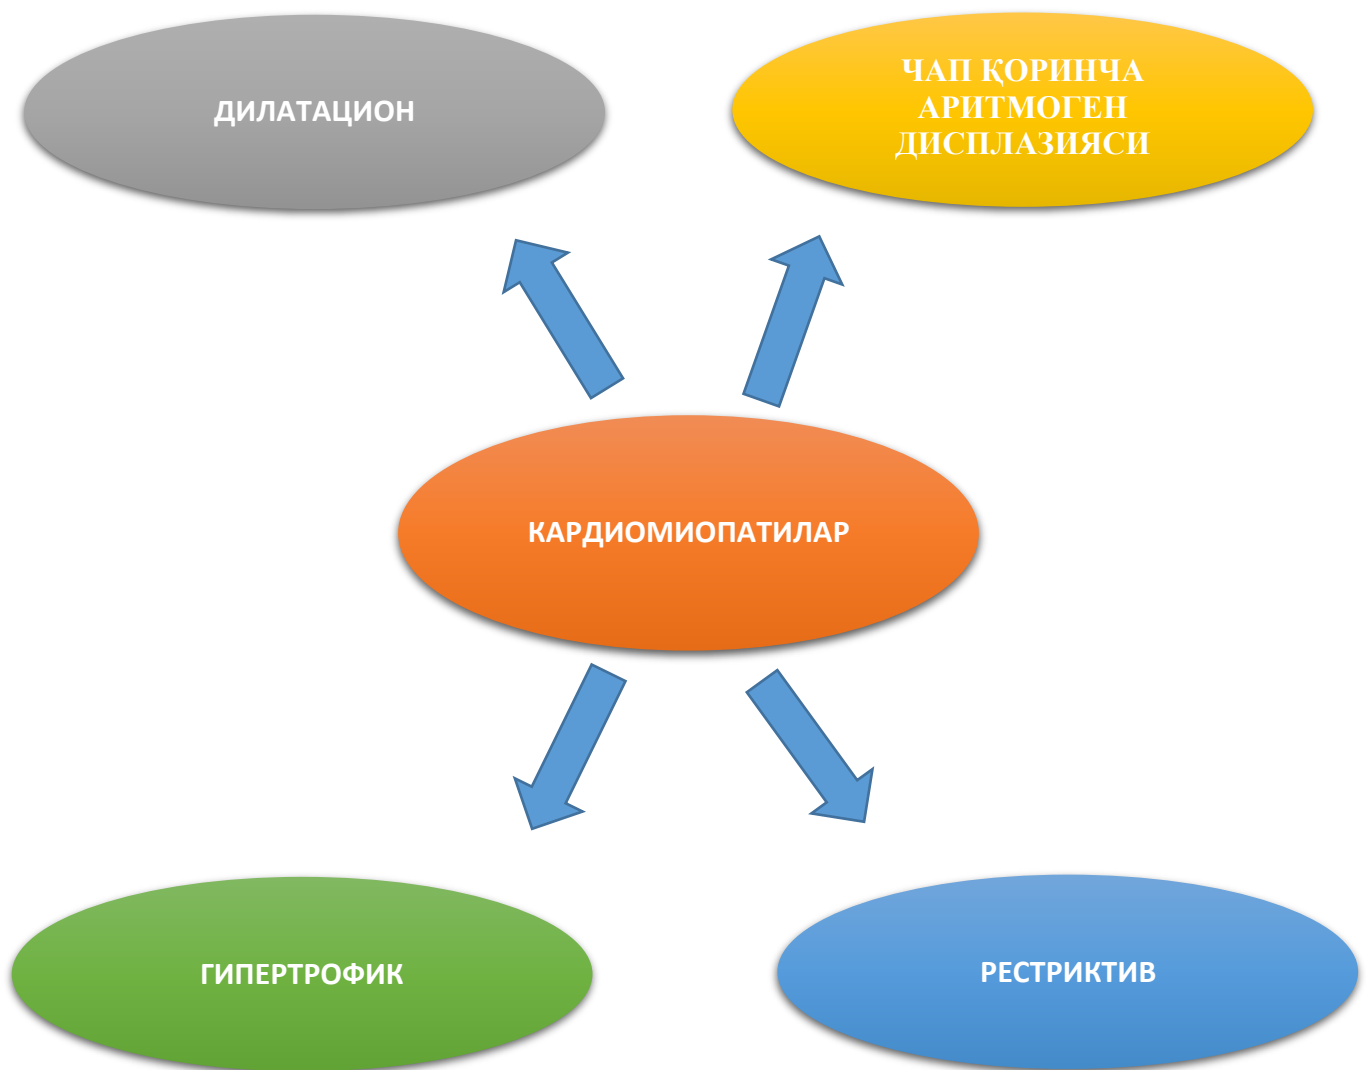 ДИЛАТАЦИОН
ЧАП ҚОРИНЧА
АРИТМОГЕН
ДИСПЛАЗИЯСИ
КАРДИОМИОПАТИЛАР
ГИПЕРТРОФИК
РЕСТРИКТИВ